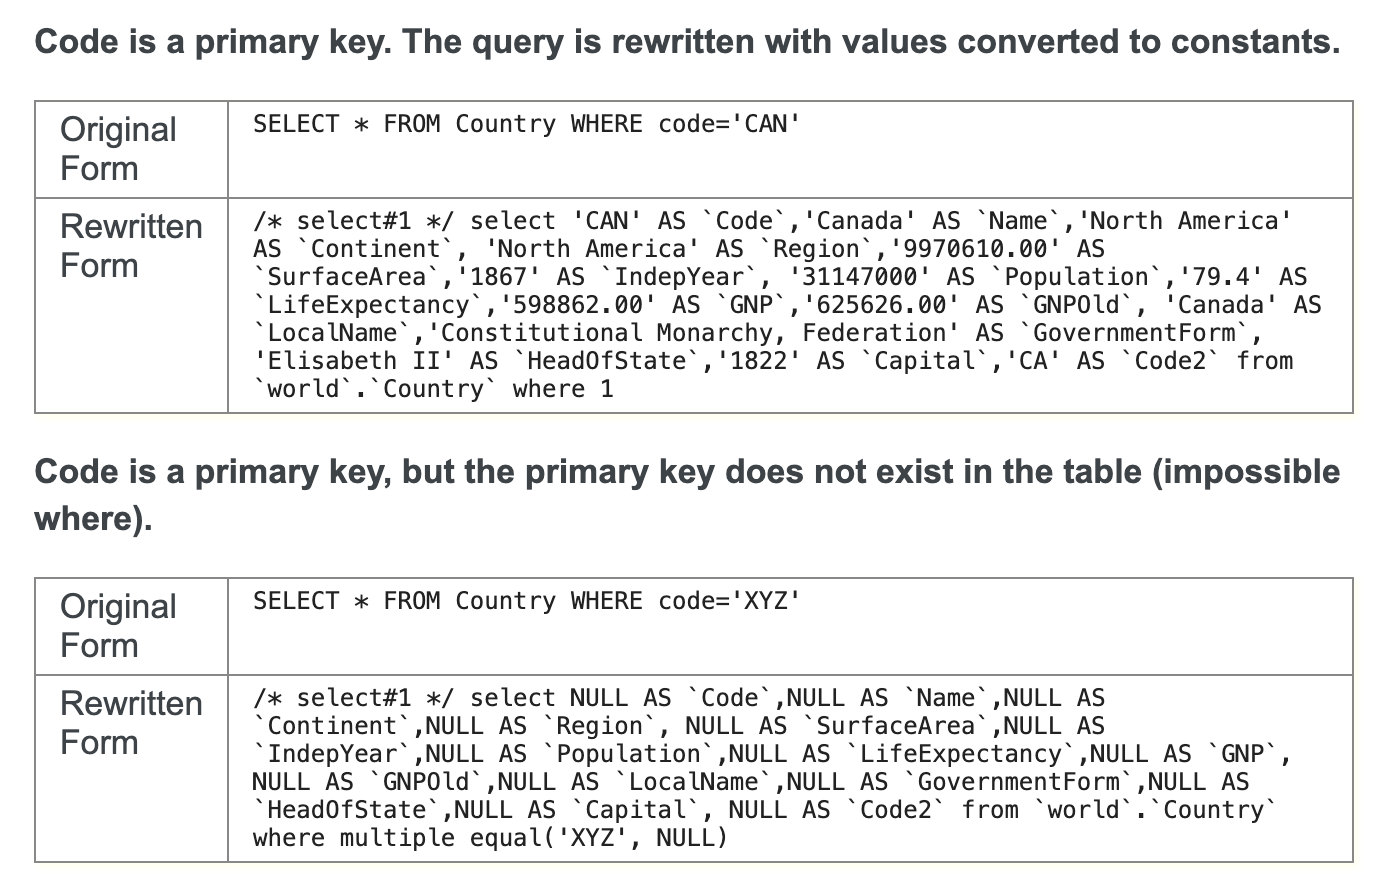 Code is a primary key. The query is rewritten with values converted to constants.
Original
Form
SELECT * FROM Country WHERE code='CAN'
Rewritten
Form
/* select#1 */ select 'CAN' AS `Code`,'Canada' AS `Name`,'North America'
AS `Continent`, 'North America' AS `Region`,'9970610.00' AS
`SurfaceArea`,'1867' AS `IndepYear`, '31147000' AS `Population`,'79.4' AS
`LifeExpectancy`,'598862.00' AS `GNP`,'625626.00' AS `GNPOld`, 'Canada' AS
`LocalName`,'Constitutional Monarchy, Federation' AS `GovernmentForm`,
'Elisabeth II' AS `HeadOfState`,'1822' AS `Capital`,'CA' AS `Code2` from
`world`.`Country` where 1
Code is a primary key, but the primary key does not exist in the table (impossible
where).
Original
Form
SELECT * FROM Country WHERE code='XYZ'
Rewritten
Form
/* select#1 */ select NULL AS `Code`,NULL AS `Name`,NULL AS
`Continent`,NULL AS `Region`, NULL AS `SurfaceArea`,NULL AS
`IndepYear`,NULL AS `Population`,NULL AS `LifeExpectancy`,NULL AS `GNP`,
NULL AS `GNPOld`,NULL AS `LocalName`,NULL AS `GovernmentForm`,NULL AS
`HeadOfState`,NULL AS `Capital`, NULL AS `Code2` from `world`.`Country`
where multiple equal('XYZ', NULL)